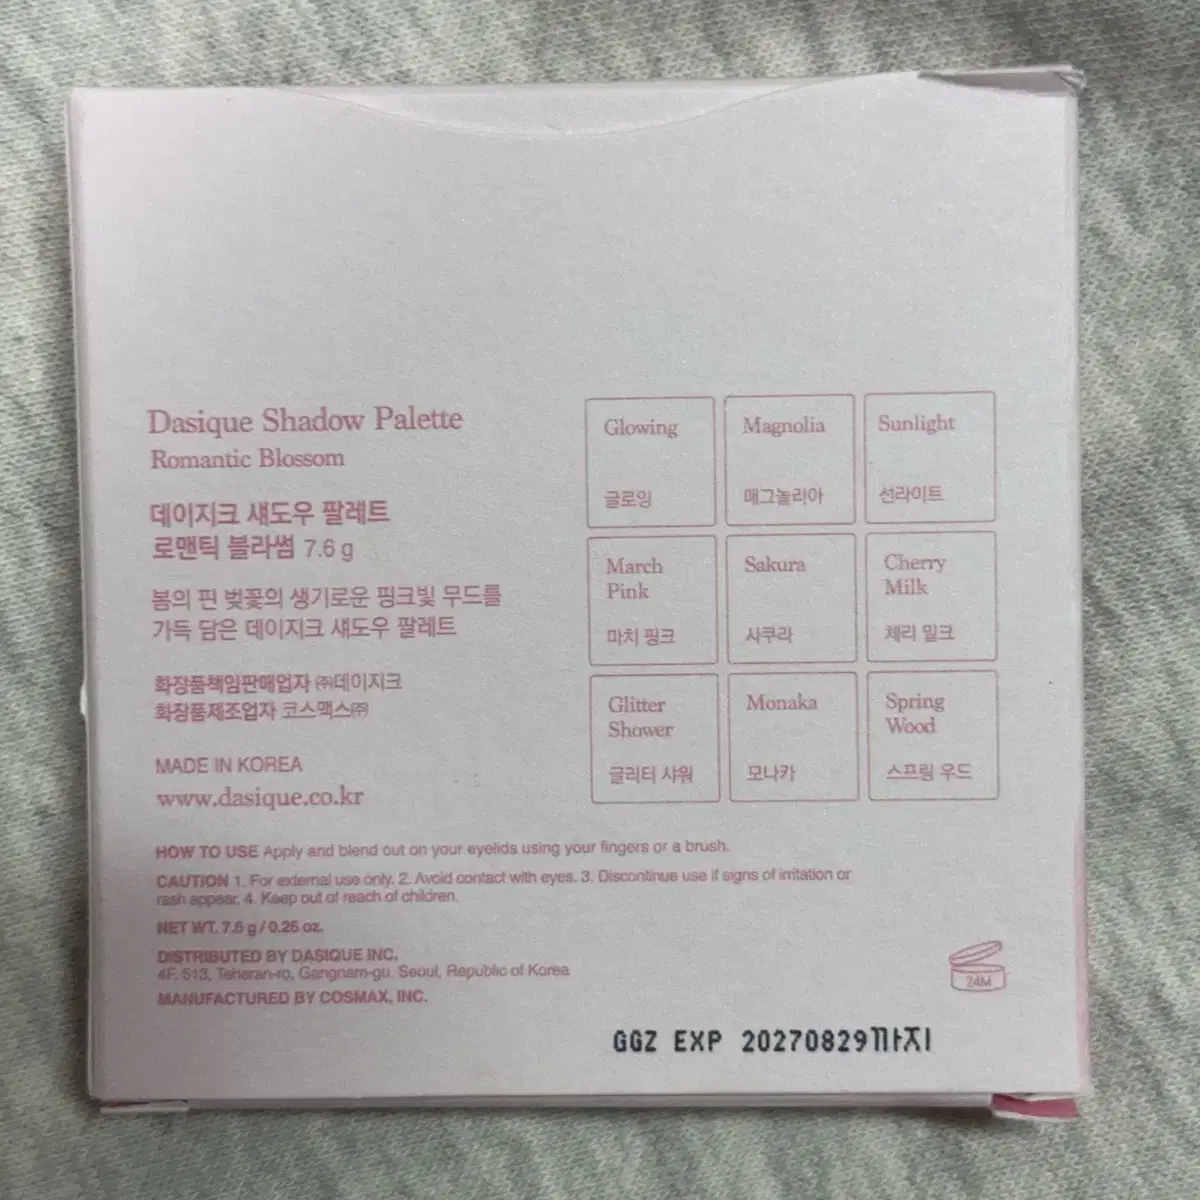 Dasique Shadow Palette
Romantic Blossom
데이지크 섀도우 팔레트
로맨틱 블라썸 7.6 g
봄의 핀 벚꽃의 생기로운 핑크빛 무드를
가득 담은 데이지크 섀도우 팔레트
화장품책임판매업자 ㈜데이지크
화장품제조업자 코스맥스㈜
MADE IN KOREA
www.dasique.co.kr
Glowing
글로잉
Magnolia
매그놀리아
Sunlight
선라이트
March
Pink
마치 핑크
Sakura
사쿠라
Cherry
Milk
체리 밀크
Glitter
Shower
글리터 샤워
Monaka
모나카
Spring
Wood
스프링 우드
HOW TO USE Apply and blend out on your eyelids using your fingers or a brush.
CAUTION 1. For external use only. 2. Avoid contact with eyes. 3. Discontinue use if signs of irritation or
rash appear. 4. Keep out of reach of children.
NET WT. 7.6 g / 0.26 oz.
DISTRIBUTED BY DASIQUE INC.
4F, 513, Teheran-ro, Gangnam-gu, Seoul, Republic of Korea
MANUFACTURED BY COSMAX, INC.
24M
GGZ EXP 20270829까지